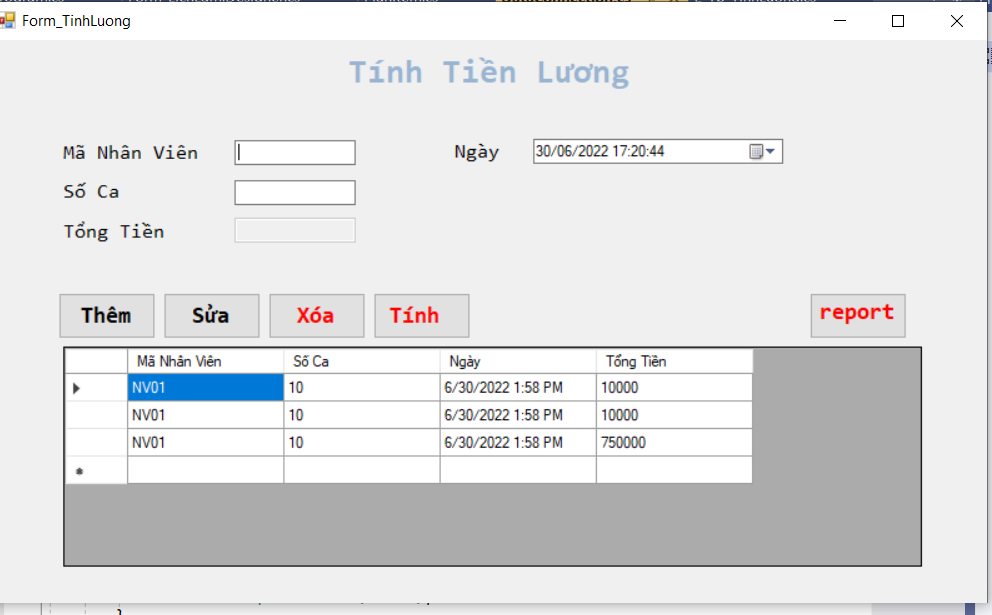 Form_TinhLuong
Tính Tiền Lương
Mã Nhân Viên
Ngày
30/06/2022 17:20:44
Số Ca
Tổng Tiền
Thêm Sửa Xóa Tính report
Mã Nhân Viên Số Ca Ngày Tổng Tiền
NV01 10 6/30/2022 1:58 PM 10000
NV01 10 6/30/2022 1:58 PM 10000
NV01 10 6/30/2022 1:58 PM 750000